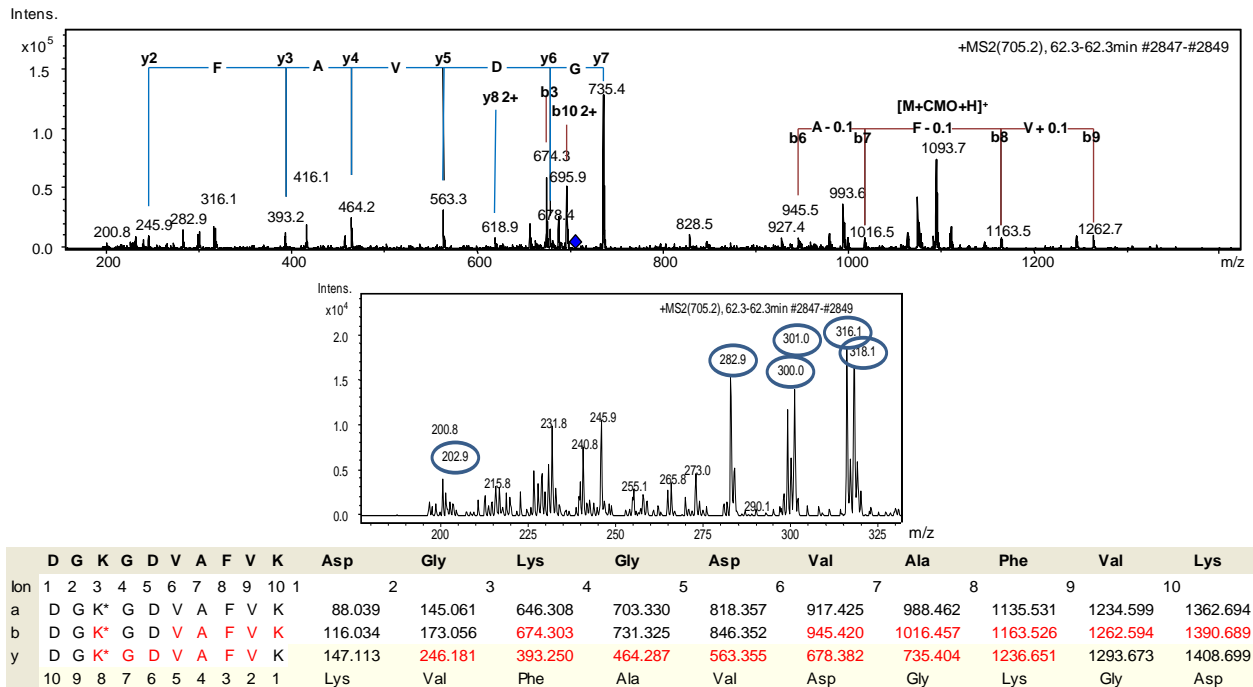 Intens.
x10⁵
1.5
1.0
0.5
0.0
+MS2(705.2), 62.3-62.3min #2847-#2849
y2 F y3 A y4 V y5 D y6 G y7
y8 2+
b3
b10 2+
[M+CMO+H]⁺
b6 A - 0.1 b7 F - 0.1 b8 V + 0.1 b9
200.8
245.9
282.9
316.1
393.2
416.1
464.2
563.3
618.9
674.3
678.4
695.9
735.4
828.5
927.4
945.5
993.6
1016.5
1093.7
1163.5
1262.7
200 400 600 800 1000 1200 m/z
Intens.
x10⁴
2.0
1.5
1.0
0.5
0.0
+MS2(705.2), 62.3-62.3min #2847-#2849
200.8
202.9
215.8
231.8
240.8
245.9
255.1
265.8
273.0
282.9
290.1
300.0
301.0
316.1
318.1
200 225 250 275 300 325 m/z
D G K G D V A F V K Asp Gly Lys Gly Asp Val Ala Phe Val Lys
Ion 1 2 3 4 5 6 7 8 9 10 1 2 3 4 5 6 7 8 9 10
a D G K* G D V A F V K 88.039 145.061 646.308 703.330 818.357 917.425 988.462 1135.531 1234.599 1362.694
b D G K* G D V A F V K 116.034 173.056 674.303 731.325 846.352 945.420 1016.457 1163.526 1262.594 1390.689
y D G K* G D V A F V K 147.113 246.181 393.250 464.287 563.355 678.382 735.404 1236.651 1293.673 1408.699
10 9 8 7 6 5 4 3 2 1 Lys Val Phe Ala Val Asp Gly Lys Gly Asp